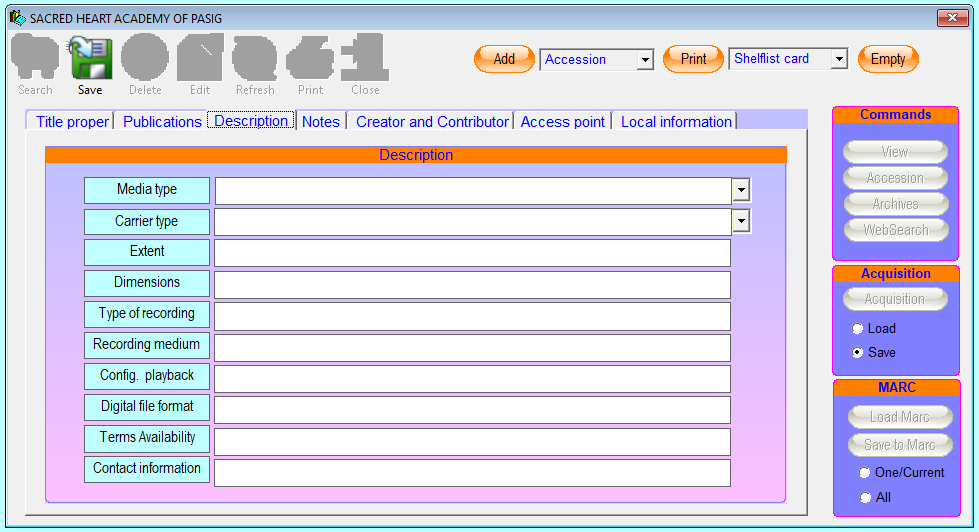 SACRED HEART ACADEMY OF PASIG
Search Save Delete Edit Refresh Print Close
Add Accession Print Shelflist card Empty
Title proper Publications Description Notes Creator and Contributor Access point Local information
Description
Media type
Carrier type
Extent
Dimensions
Type of recording
Recording medium
Config. playback
Digital file format
Terms Availability
Contact information
Commands
View
Accession
Archives
WebSearch
Acquisition
Acquisition
Load
Save
MARC
Load Marc
Save to Marc
One/Current
All